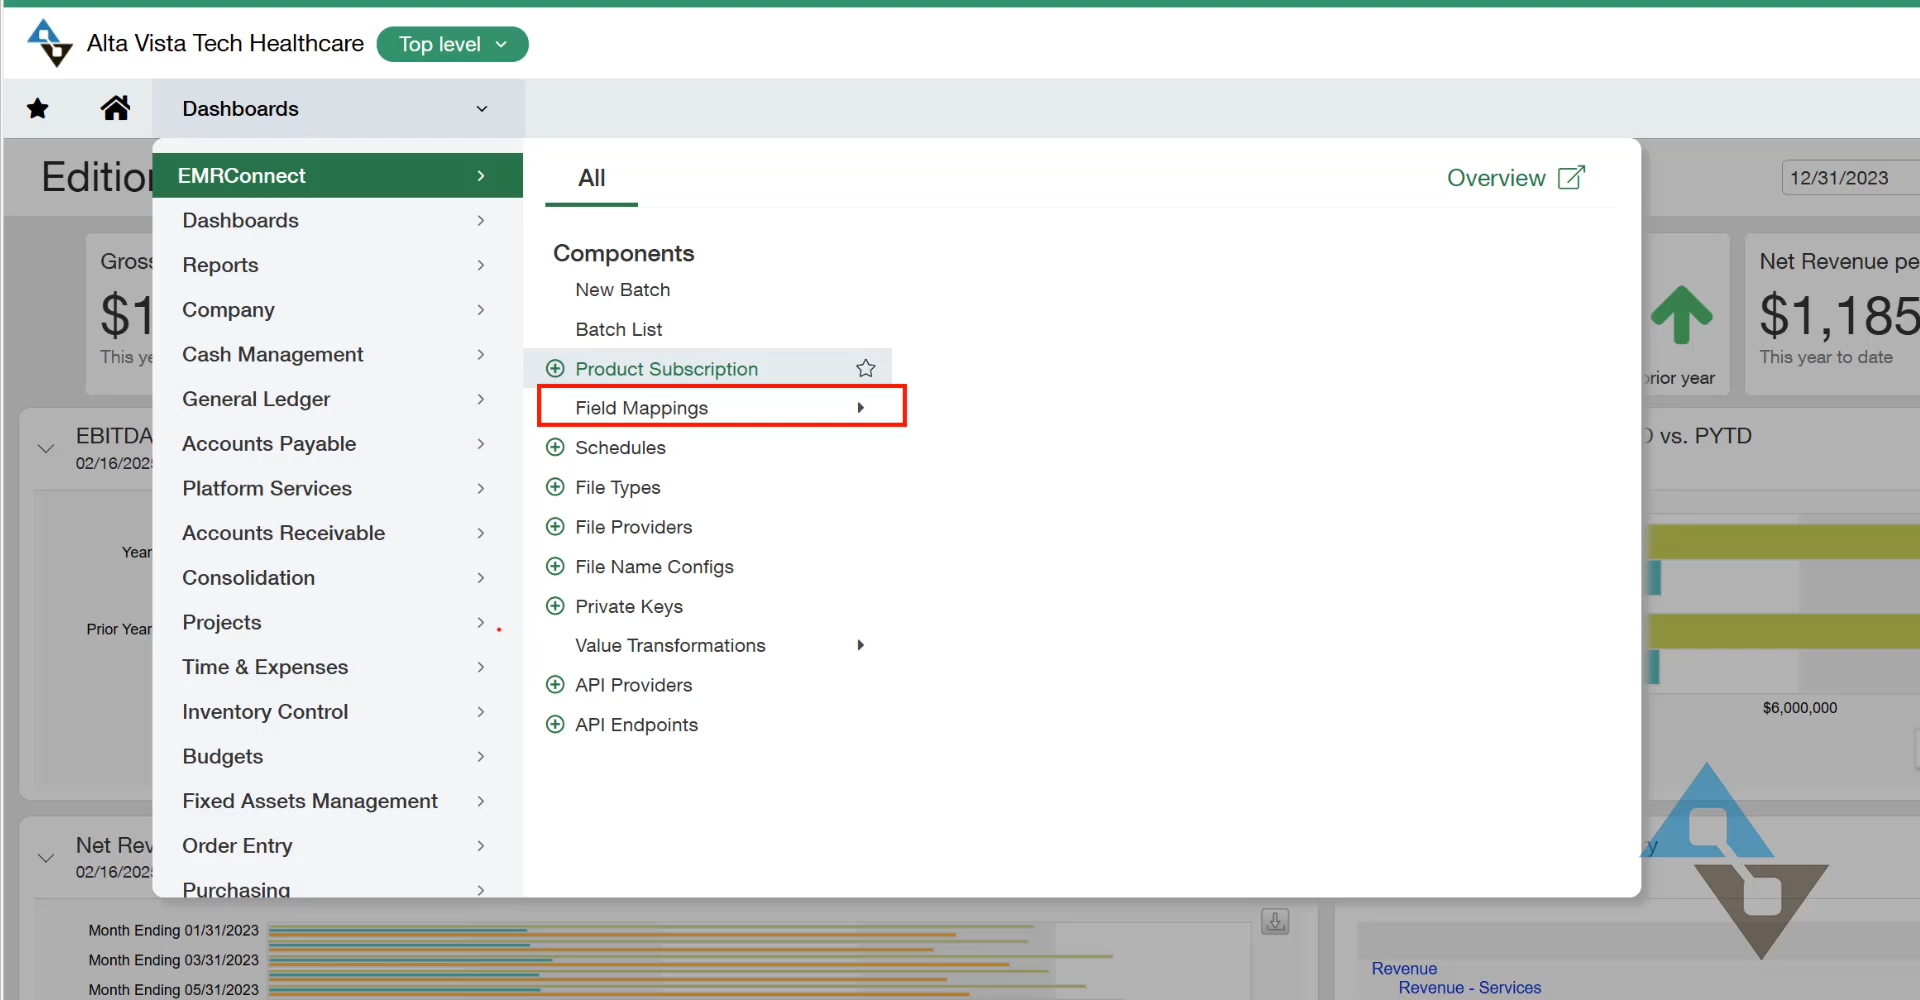 Alta Vista Tech Healthcare
Top level
Dashboards
Edition
12/31/2023
EMRConnect
Dashboards
Reports
Company
Cash Management
General Ledger
Accounts Payable
Platform Services
Accounts Receivable
Consolidation
Projects
Time & Expenses
Inventory Control
Budgets
Fixed Assets Management
Order Entry
Purchasing
All
Overview
Components
New Batch
Batch List
Product Subscription
Field Mappings
Schedules
File Types
File Providers
File Name Configs
Private Keys
Value Transformations
API Providers
API Endpoints
Gross
$1
This ye
prior year
Net Revenue pe
$1,185
This year to date
EBITDA
02/16/202
Year
Prior Year
vs. PYTD
$6,000,000
Net Rev
02/16/202
y
Month Ending 01/31/2023
Month Ending 03/31/2023
Month Ending 05/31/2023
Revenue
Revenue - Services